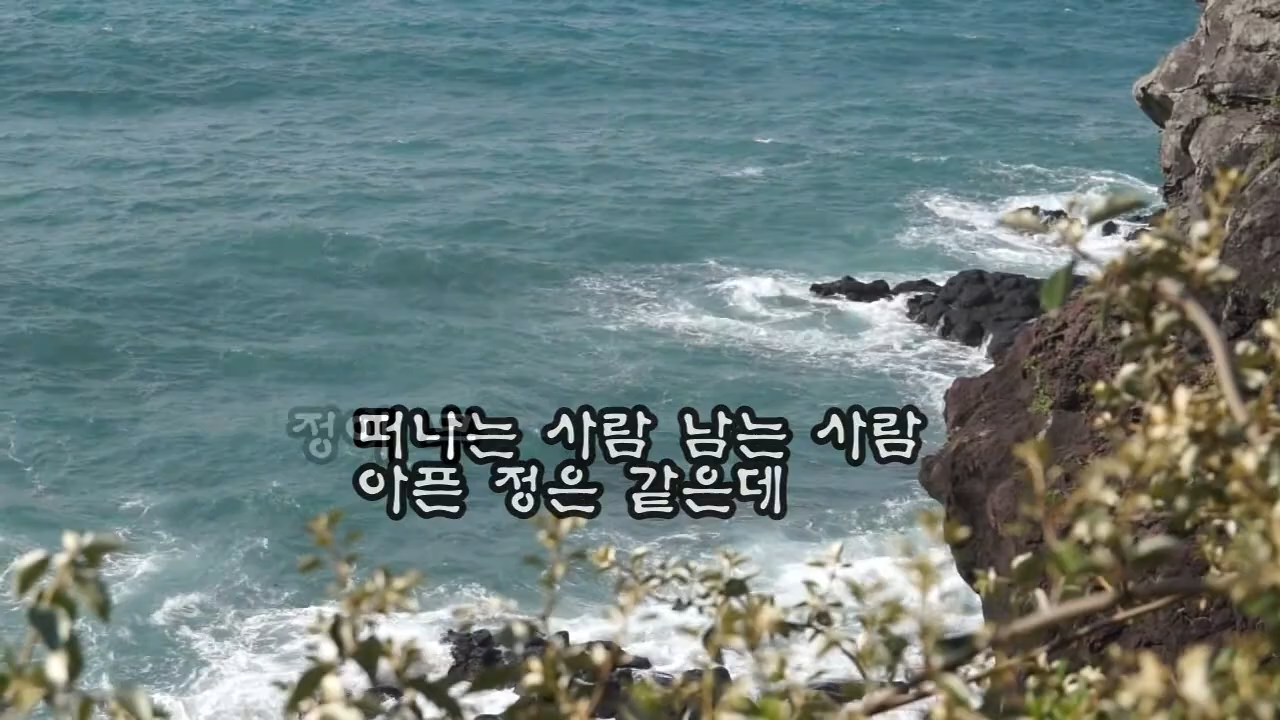 떠나는 사람 남는 사람
아픈 정은 같은데